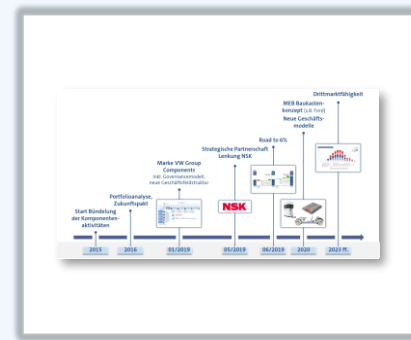 Drittmarktfähigkeit
MEB Baukasten-
konzept (z.B. Ford)
Neue Geschäfts-
modelle
Road to 6%
Strategische Partnerschaft
Lenkung NSK
Marke VW Group
Components
inkl. Governancemodell,
neue Geschäftsfeldstruktur
Portfolioanalyse,
Zukunftspakt
Start Bündelung
der Komponenten-
aktivitäten
NSK
2015 2016 01/2019 05/2019 06/2019 2020 2023 ff.